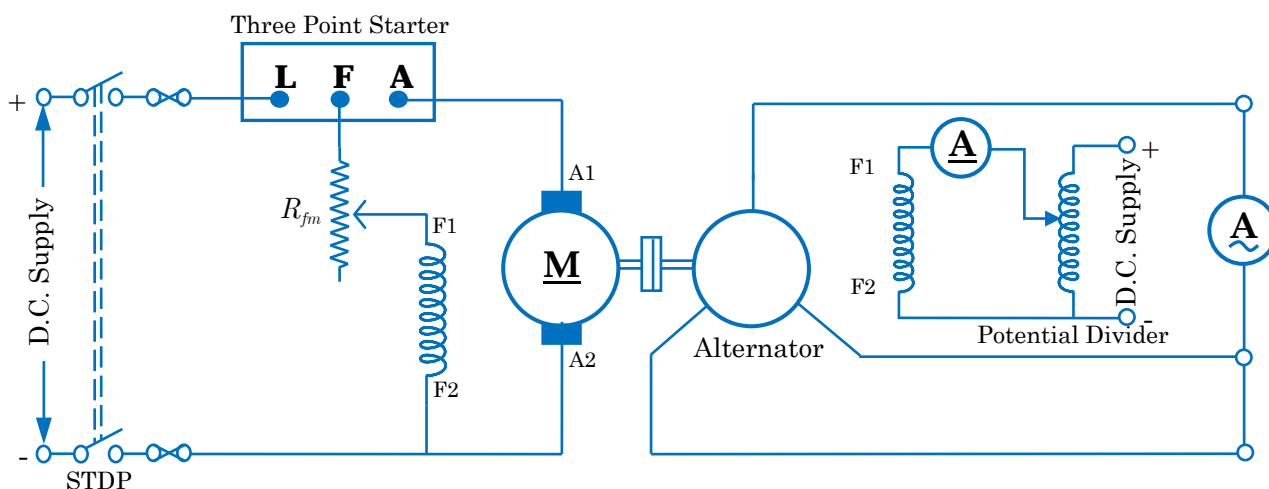 Three Point Starter
L F A
+
D.C. Supply
-
STDP
R_fm
F1
F2
A1
M
A2
Alternator
F1
A
F2
+
D.C. Supply
-
Potential Divider
A
~